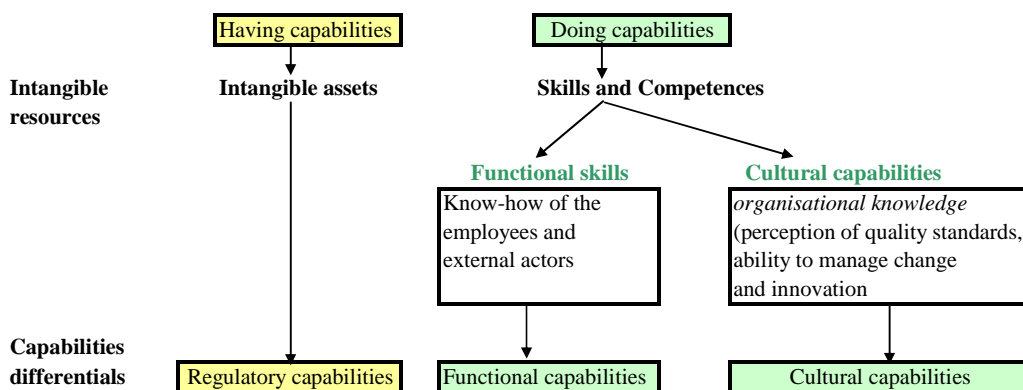 Having capabilities
Doing capabilities
Intangible
resources
Intangible assets
Skills and Competences
Functional skills
Know-how of the
employees and
external actors
Cultural capabilities
organisational knowledge
(perception of quality standards,
ability to manage change
and innovation
Capabilities
differentials
Regulatory capabilities
Functional capabilities
Cultural capabilities